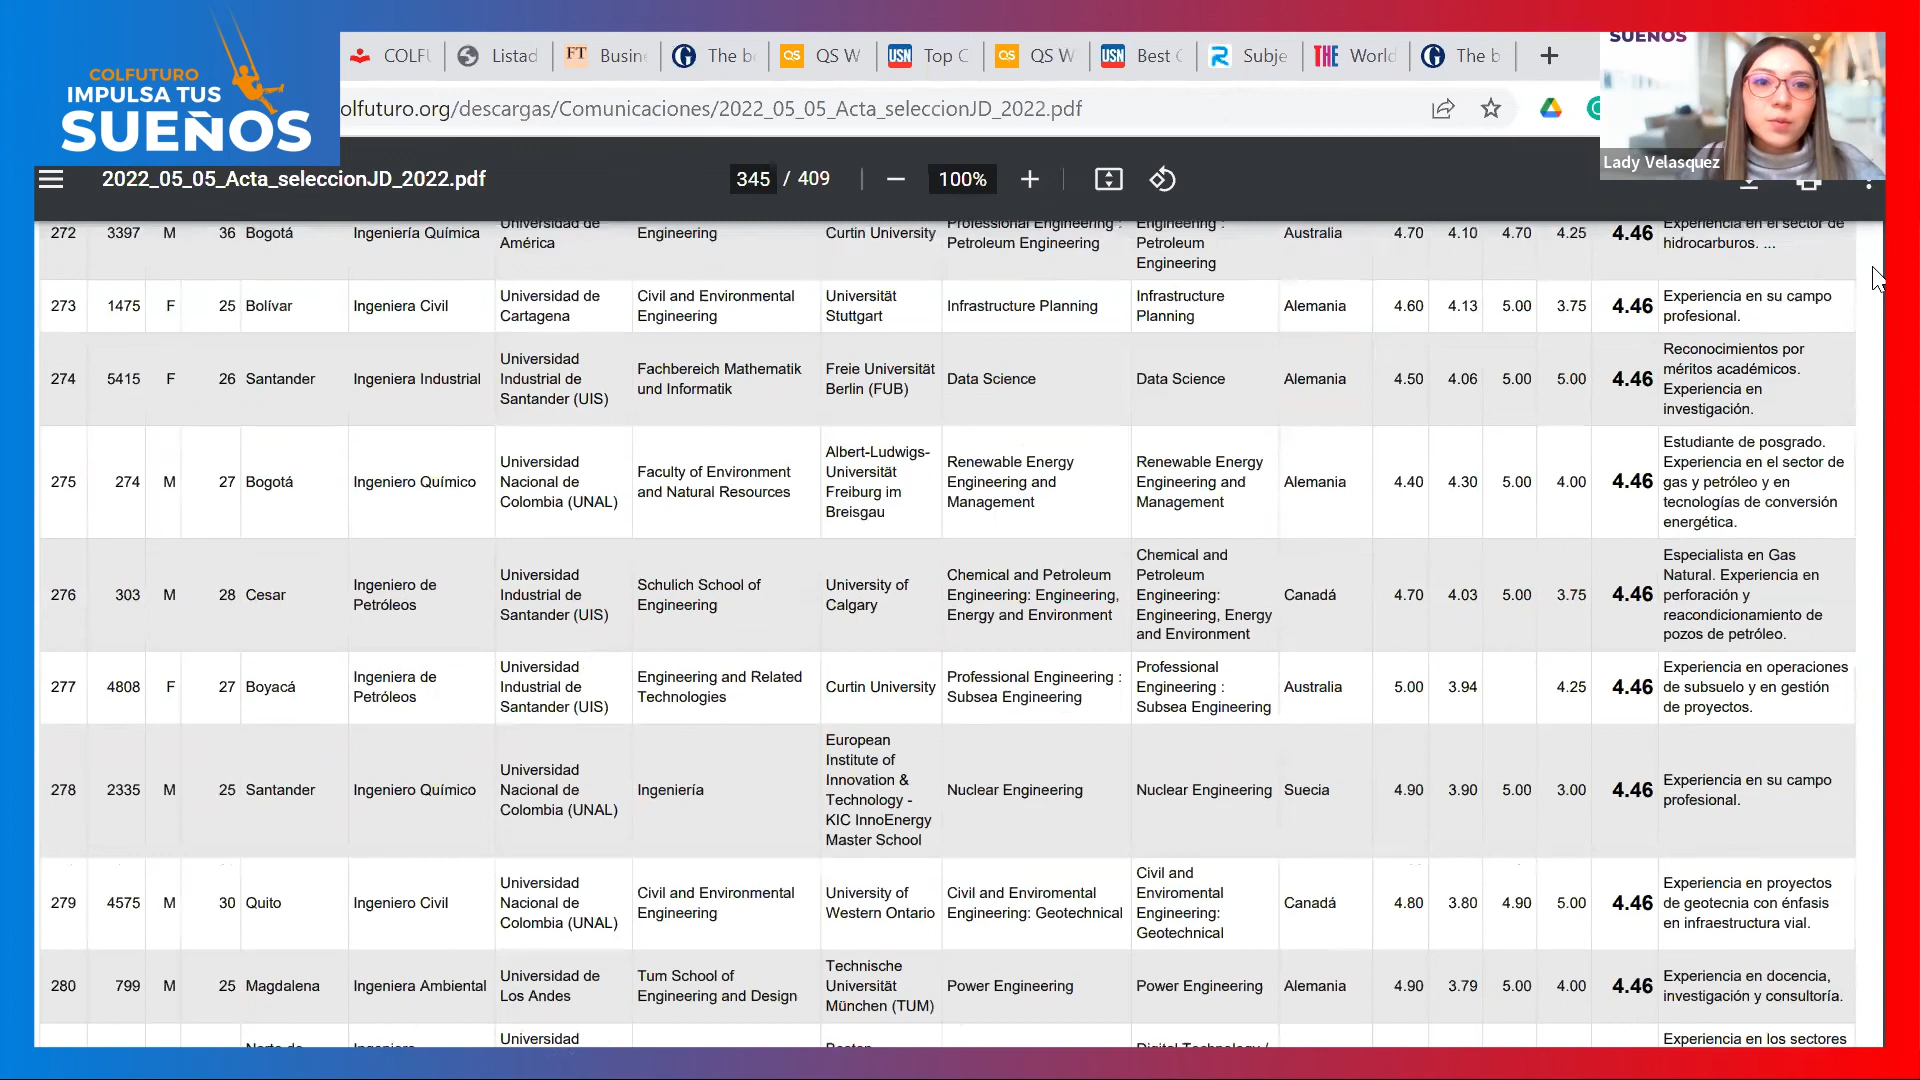 COLFUTURO
IMPULSA TUS
SUEÑOS
COLFU
Listad
FT Busin
The b
QS QS W
USN Top C
QS QS W
USN Best
R Subje
THE World
The b
SUEÑOS
Lady Velasquez
olfuturo.org/descargas/Comunicaciones/2022_05_05_Acta_seleccionJD_2022.pdf
2022_05_05_Acta_seleccionJD_2022.pdf
345 / 409
100%
272 3397 M 36 Bogotá Ingeniería Química Universidad de América Engineering Curtin University Professional Engineering : Petroleum Engineering Engineering : Petroleum Engineering Australia 4.70 4.10 4.70 4.25 4.46 Experiencia en el sector de hidrocarburos. ...
273 1475 F 25 Bolívar Ingeniera Civil Universidad de Cartagena Civil and Environmental Engineering Universität Stuttgart Infrastructure Planning Infrastructure Planning Alemania 4.60 4.13 5.00 3.75 4.46 Experiencia en su campo profesional.
274 5415 F 26 Santander Ingeniera Industrial Universidad Industrial de Santander (UIS) Fachbereich Mathematik und Informatik Freie Universität Berlin (FUB) Data Science Data Science Alemania 4.50 4.06 5.00 5.00 4.46 Reconocimientos por méritos académicos. Experiencia en investigación.
275 274 M 27 Bogotá Ingeniero Químico Universidad Nacional de Colombia (UNAL) Faculty of Environment and Natural Resources Albert-Ludwigs-Universität Freiburg im Breisgau Renewable Energy Engineering and Management Renewable Energy Engineering and Management Alemania 4.40 4.30 5.00 4.00 4.46 Estudiante de posgrado. Experiencia en el sector de gas y petróleo y en tecnologías de conversión energética.
276 303 M 28 Cesar Ingeniero de Petróleos Universidad Industrial de Santander (UIS) Schulich School of Engineering University of Calgary Chemical and Petroleum Engineering: Engineering, Energy and Environment Chemical and Petroleum Engineering: Engineering, Energy and Environment Canadá 4.70 4.03 5.00 3.75 4.46 Especialista en Gas Natural. Experiencia en perforación y reacondicionamiento de pozos de petróleo.
277 4808 F 27 Boyacá Ingeniera de Petróleos Universidad Industrial de Santander (UIS) Engineering and Related Technologies Curtin University Professional Engineering : Subsea Engineering Professional Engineering : Subsea Engineering Australia 5.00 3.94 4.25 4.46 Experiencia en operaciones de subsuelo y en gestión de proyectos.
278 2335 M 25 Santander Ingeniero Químico Universidad Nacional de Colombia (UNAL) Ingeniería European Institute of Innovation & Technology - KIC InnoEnergy Master School Nuclear Engineering Nuclear Engineering Suecia 4.90 3.90 5.00 3.00 4.46 Experiencia en su campo profesional.
279 4575 M 30 Quito Ingeniero Civil Universidad Nacional de Colombia (UNAL) Civil and Environmental Engineering University of Western Ontario Civil and Enviromental Engineering: Geotechnical Civil and Enviromental Engineering: Geotechnical Canadá 4.80 3.80 4.90 5.00 4.46 Experiencia en proyectos de geotecnia con énfasis en infraestructura vial.
280 799 M 25 Magdalena Ingeniera Ambiental Universidad de Los Andes Tum School of Engineering and Design Technische Universität München (TUM) Power Engineering Power Engineering Alemania 4.90 3.79 5.00 4.00 4.46 Experiencia en docencia, investigación y consultoría.
Universidad Experiencia en los sectores